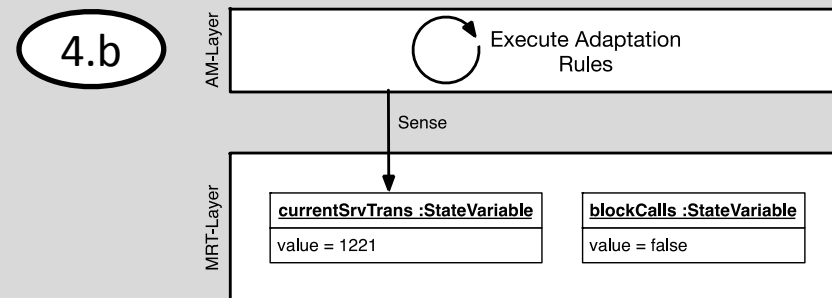 4.b
AM-Layer
Execute Adaptation
Rules
Sense
MRT-Layer
currentSrvTrans :StateVariable
value = 1221
blockCalls :StateVariable
value = false